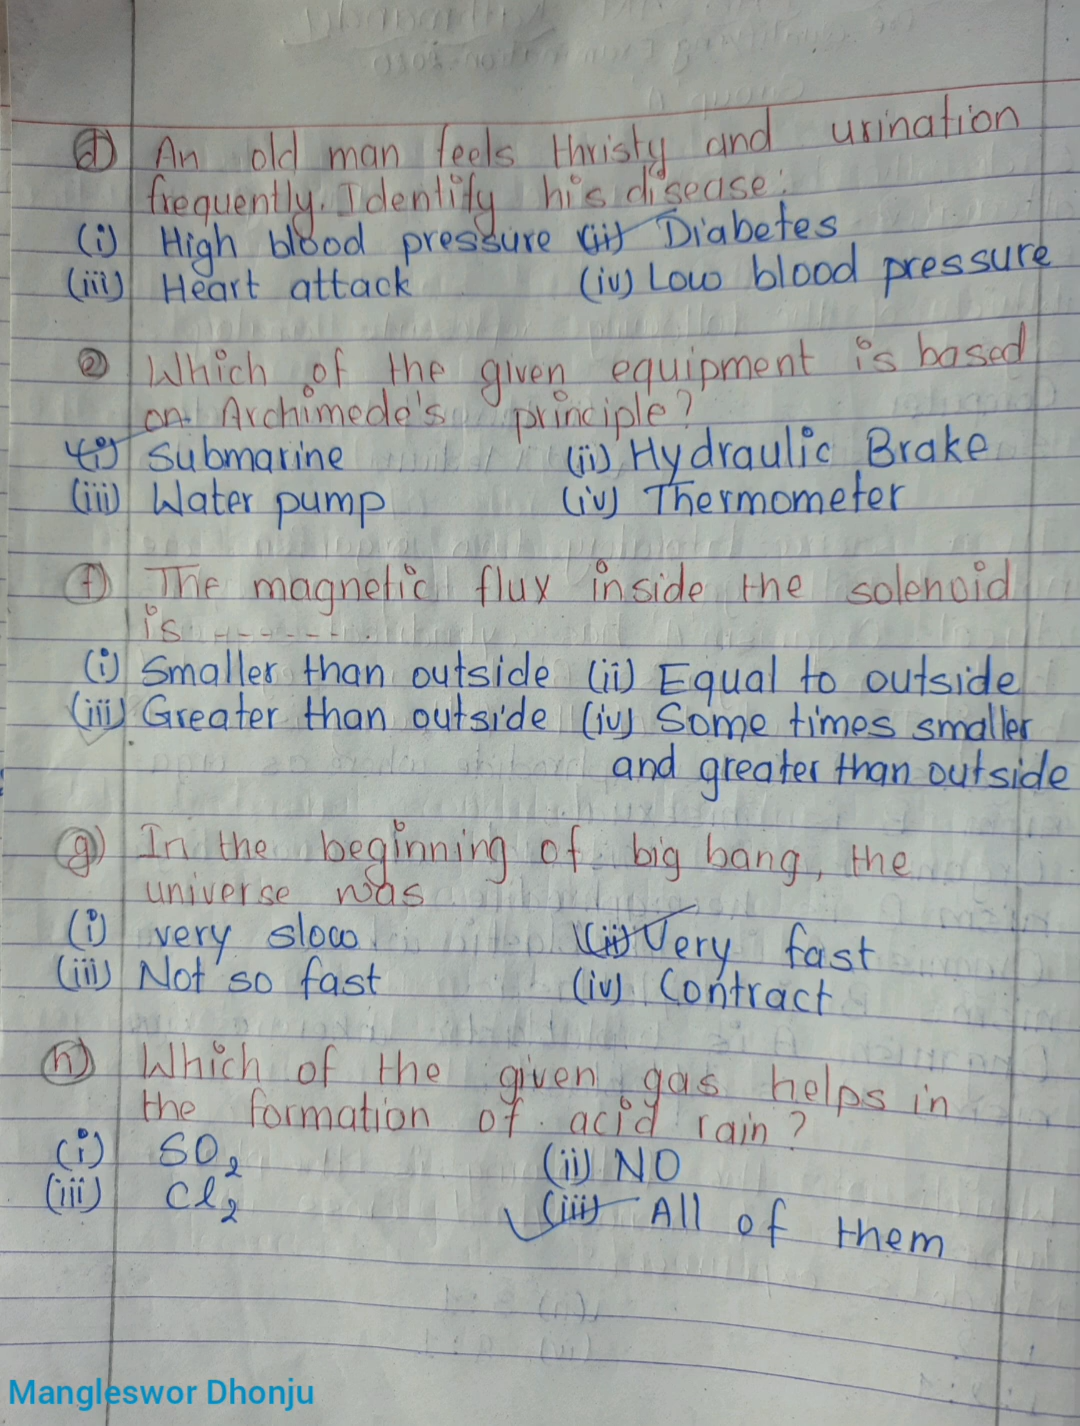 d) An old man feels thristy and urination
frequently. Identify his disease:
(i) High blood pressure (ii) Diabetes
(iii) Heart attack (iv) Low blood pressure
e) Which of the given equipment is based
on Archimede's principle?
(i) Submarine (ii) Hydraulic Brake
(iii) Water pump (iv) Thermometer
f) The magnetic flux inside the solenoid
is ------.
(i) Smaller than outside (ii) Equal to outside
(iii) Greater than outside (iv) Some times smaller
and greater than outside
g) In the beginning of big bang, the
universe was
(i) very slow (ii) Very fast
(iii) Not so fast (iv) Contract
h) Which of the given gas helps in
the formation of acid rain?
(i) SO2 (ii) NO
(iii) Cl2 (iii) All of them
Mangleswor Dhonju